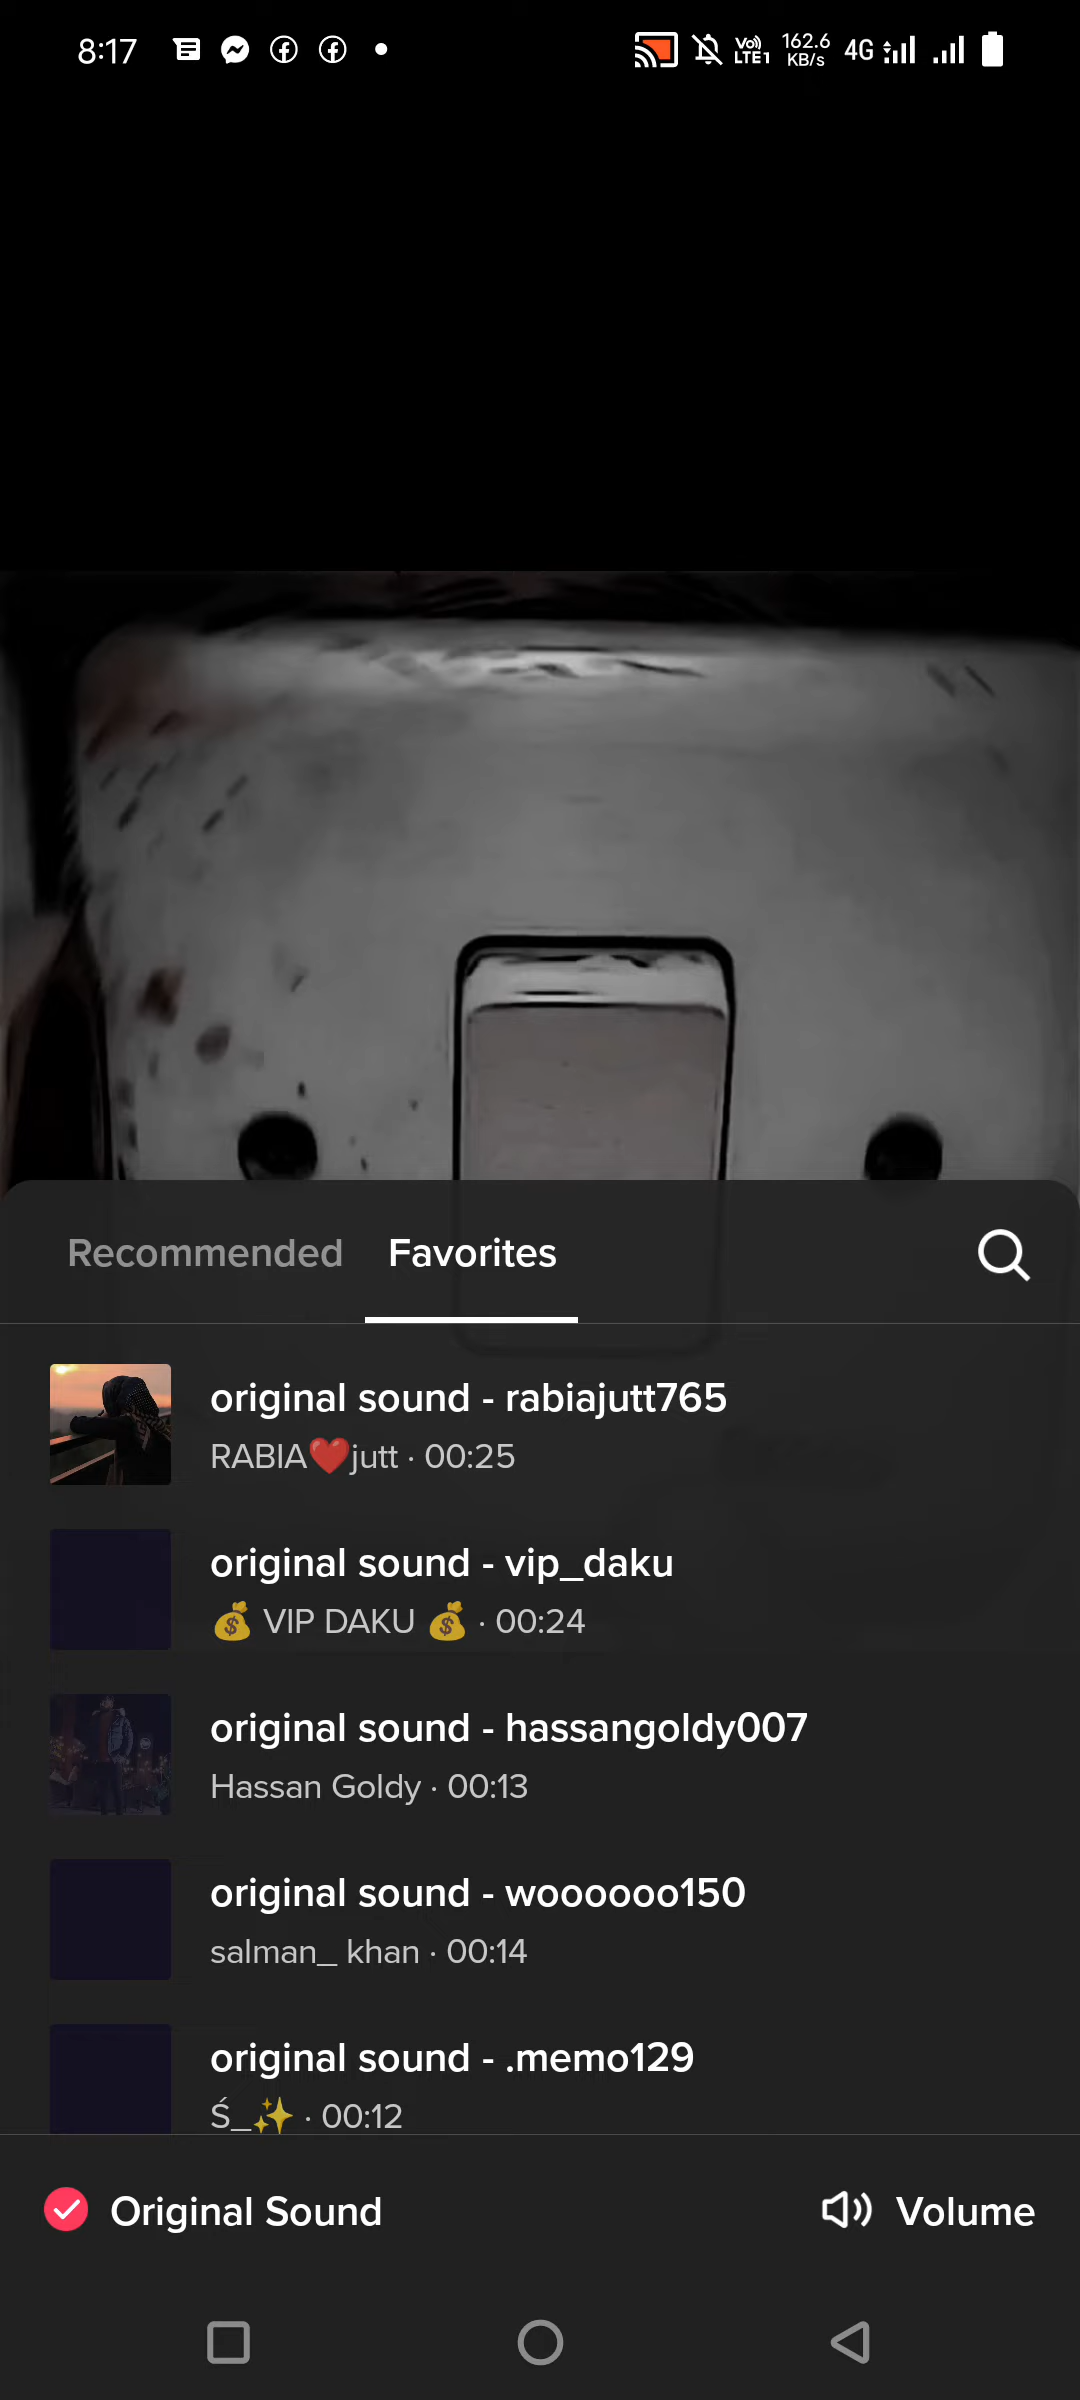 8:17
Vo) LTE1 162.6 KB/s 4G
Recommended Favorites
original sound - rabiajutt765
RABIA❤️jutt · 00:25
original sound - vip_daku
💰 VIP DAKU 💰 · 00:24
original sound - hassangoldy007
Hassan Goldy · 00:13
original sound - woooooo150
salman_ khan · 00:14
original sound - .memo129
Ś_✨ · 00:12
Original Sound Volume